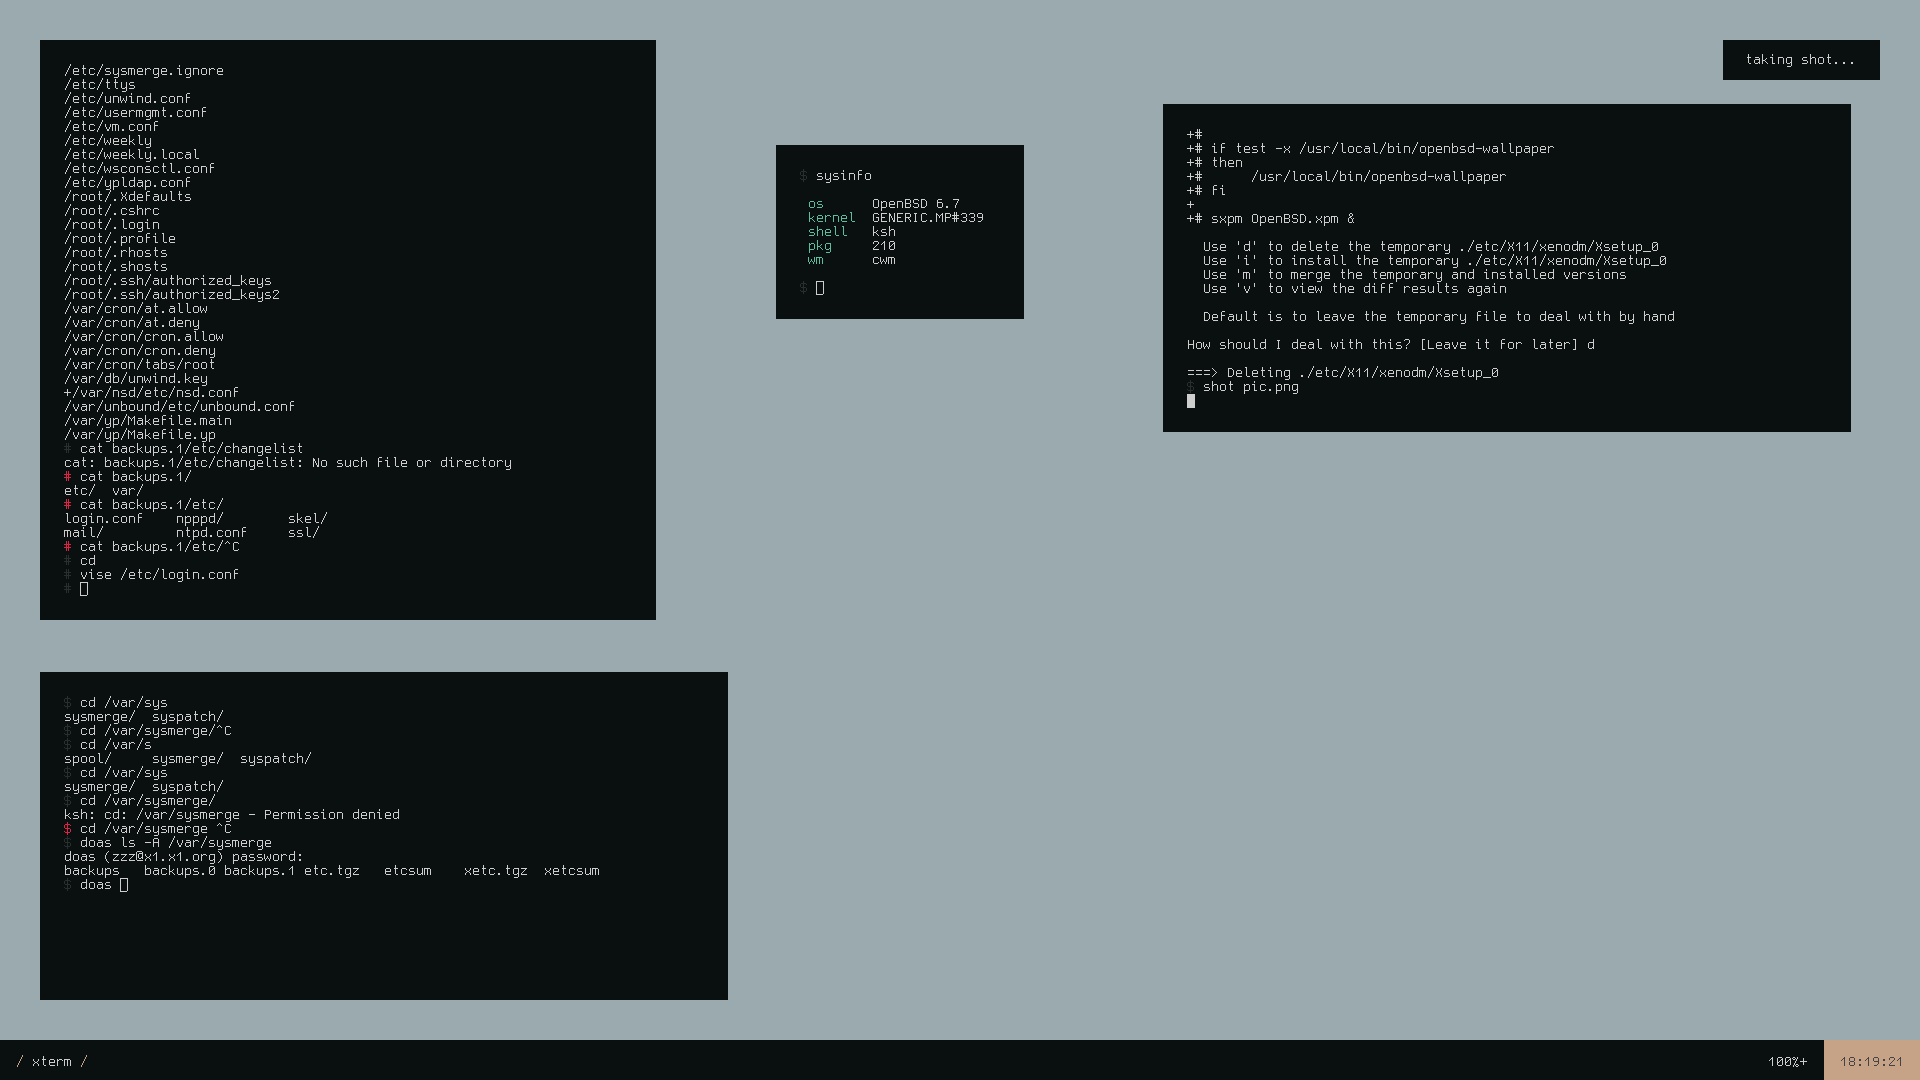 /etc/sysmerge.ignore
/etc/ttys
/etc/unwind.conf
/etc/usermgmt.conf
/etc/vm.conf
/etc/weekly
/etc/weekly.local
/etc/wsconsctl.conf
/etc/ypldap.conf
/root/.Xdefaults
/root/.cshrc
/root/.login
/root/.profile
/root/.rhosts
/root/.shosts
/root/.ssh/authorized_keys
/root/.ssh/authorized_keys2
/var/cron/at.allow
/var/cron/at.deny
/var/cron/cron.allow
/var/cron/cron.deny
/var/cron/tabs/root
/var/db/unwind.key
+/var/nsd/etc/nsd.conf
/var/unbound/etc/unbound.conf
/var/yp/Makefile.main
/var/yp/Makefile.yp
# cat backups.1/etc/changelist
cat: backups.1/etc/changelist: No such file or directory
# cat backups.1/
etc/  var/
# cat backups.1/etc/
login.conf    npppd/        skel/
mail/         ntpd.conf     ssl/
# cat backups.1/etc/^C
# cd
# vise /etc/login.conf
#
$ sysinfo
os      OpenBSD 6.7
kernel  GENERIC.MP#339
shell   ksh
pkg     210
wm      cwm
$
taking shot...
+#
+# if test -x /usr/local/bin/openbsd-wallpaper
+# then
+#      /usr/local/bin/openbsd-wallpaper
+# fi
+
+# sxpm OpenBSD.xpm &
Use 'd' to delete the temporary ./etc/X11/xenodm/Xsetup_0
Use 'i' to install the temporary ./etc/X11/xenodm/Xsetup_0
Use 'm' to merge the temporary and installed versions
Use 'v' to view the diff results again
Default is to leave the temporary file to deal with by hand
How should I deal with this? [Leave it for later] d
===> Deleting ./etc/X11/xenodm/Xsetup_0
$ shot pic.png
$ cd /var/sys
sysmerge/  syspatch/
$ cd /var/sysmerge/^C
$ cd /var/s
spool/     sysmerge/  syspatch/
$ cd /var/sys
sysmerge/  syspatch/
$ cd /var/sysmerge/
ksh: cd: /var/sysmerge - Permission denied
$ cd /var/sysmerge ^C
$ doas ls -A /var/sysmerge
doas (zzz@x1.x1.org) password:
backups   backups.0 backups.1 etc.tgz   etcsum    xetc.tgz  xetcsum
$ doas
/ xterm /
100%+
18:19:21